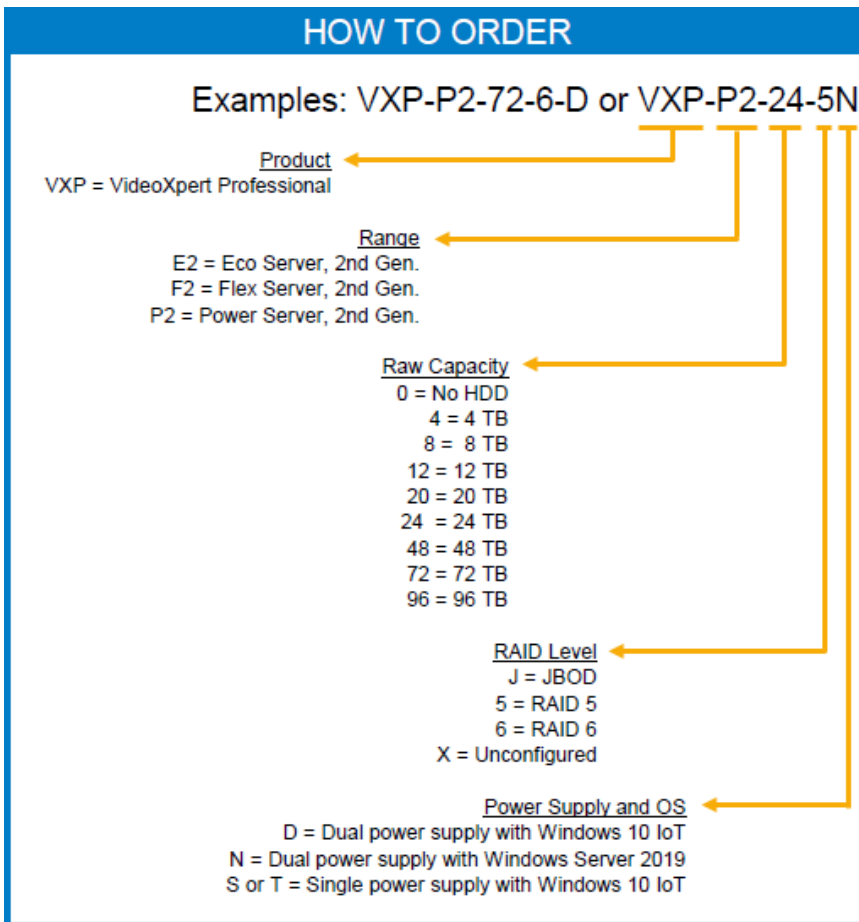 HOW TO ORDER
Examples: VXP-P2-72-6-D or VXP-P2-24-5N
Product
VXP = VideoXpert Professional
Range
E2 = Eco Server, 2nd Gen.
F2 = Flex Server, 2nd Gen.
P2 = Power Server, 2nd Gen.
Raw Capacity
0 = No HDD
4 = 4 TB
8 = 8 TB
12 = 12 TB
20 = 20 TB
24 = 24 TB
48 = 48 TB
72 = 72 TB
96 = 96 TB
RAID Level
J = JBOD
5 = RAID 5
6 = RAID 6
X = Unconfigured
Power Supply and OS
D = Dual power supply with Windows 10 IoT
N = Dual power supply with Windows Server 2019
S or T = Single power supply with Windows 10 IoT